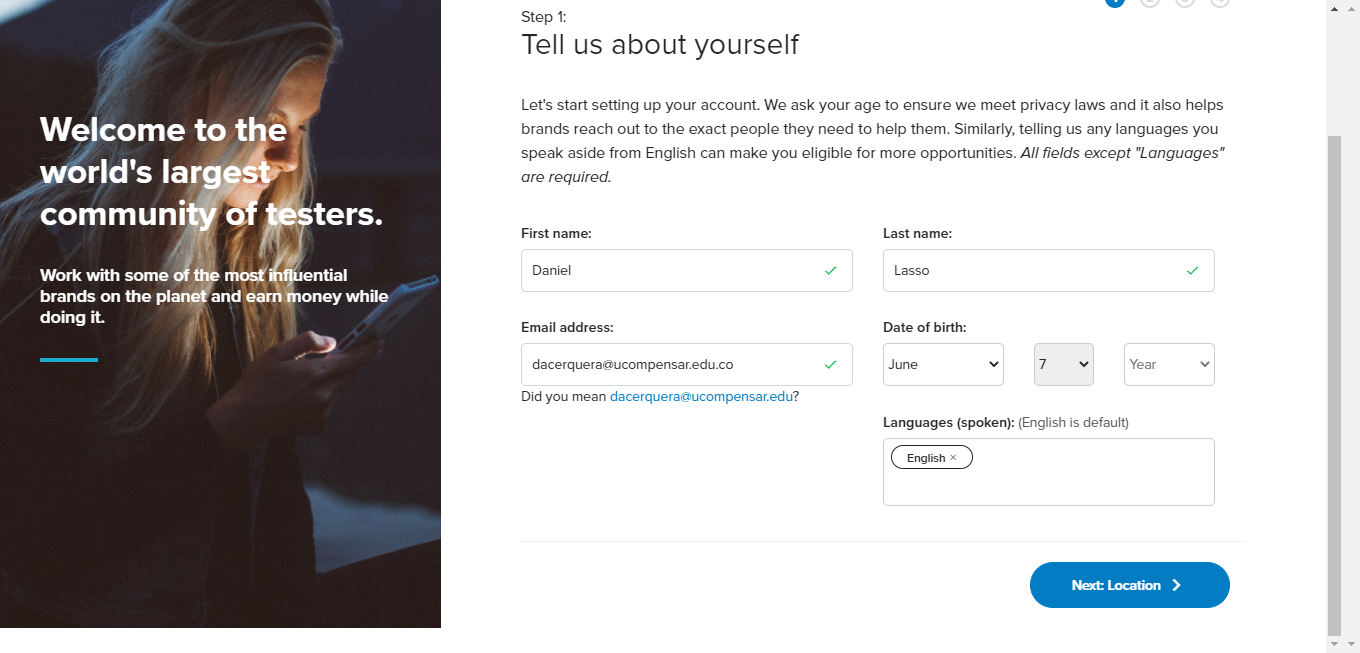 Welcome to the
world's largest
community of testers.
Work with some of the most influential
brands on the planet and earn money while
doing it.
Step 1:
Tell us about yourself
Let's start setting up your account. We ask your age to ensure we meet privacy laws and it also helps
brands reach out to the exact people they need to help them. Similarly, telling us any languages you
speak aside from English can make you eligible for more opportunities. All fields except "Languages"
are required.
First name:
Last name:
Daniel
Lasso
Email address:
Date of birth:
dacerquera@ucompensar.edu.co
June
7
Year
Did you mean dacerquera@ucompensar.edu?
Languages (spoken): (English is default)
English ×
Next: Location